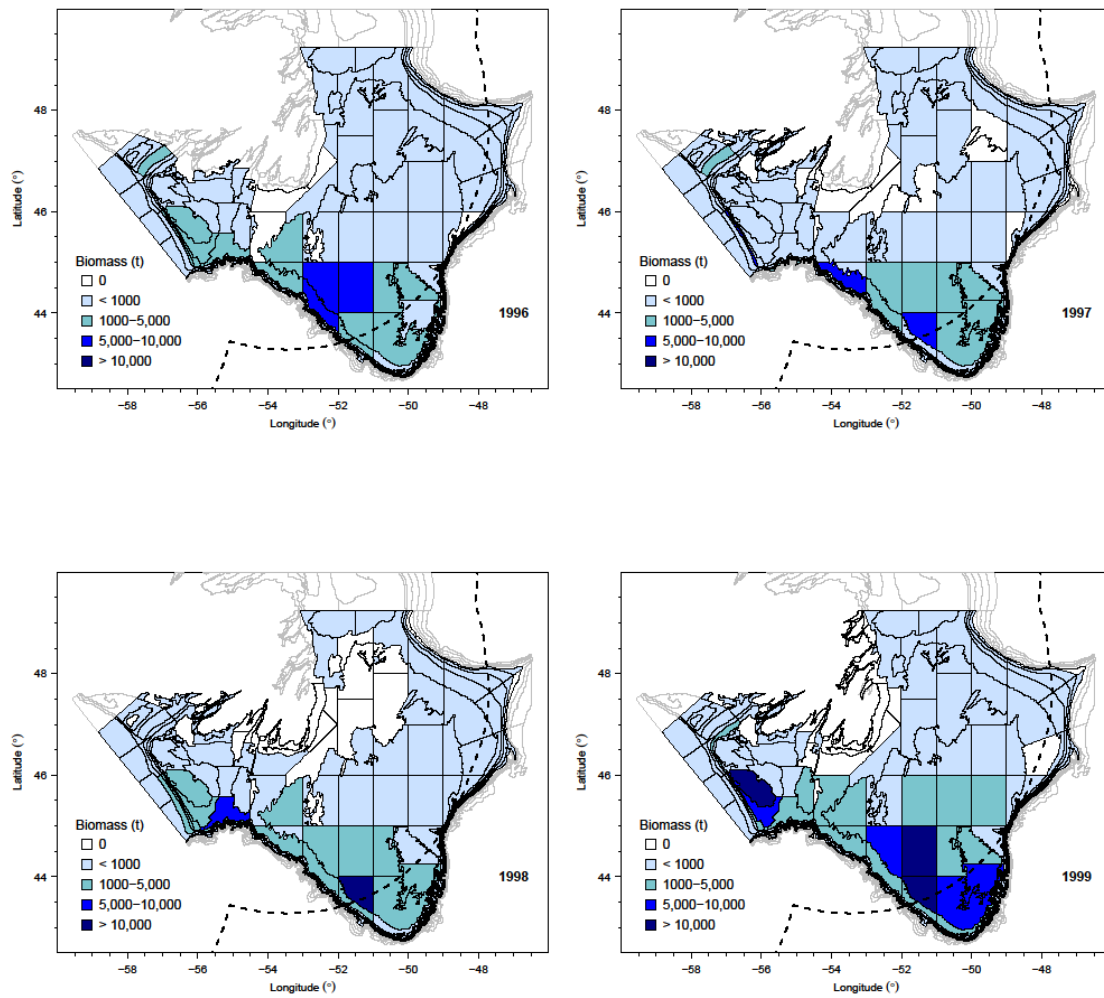 48
46
44
Latitude (°)
Biomass (t)
0
< 1000
1000−5,000
5,000−10,000
> 10,000
1996
−58 −56 −54 −52 −50 −48
Longitude (°)
48
46
44
Latitude (°)
Biomass (t)
0
< 1000
1000−5,000
5,000−10,000
> 10,000
1997
−58 −56 −54 −52 −50 −48
Longitude (°)
48
46
44
Latitude (°)
Biomass (t)
0
< 1000
1000−5,000
5,000−10,000
> 10,000
1998
−58 −56 −54 −52 −50 −48
Longitude (°)
48
46
44
Latitude (°)
Biomass (t)
0
< 1000
1000−5,000
5,000−10,000
> 10,000
1999
−58 −56 −54 −52 −50 −48
Longitude (°)